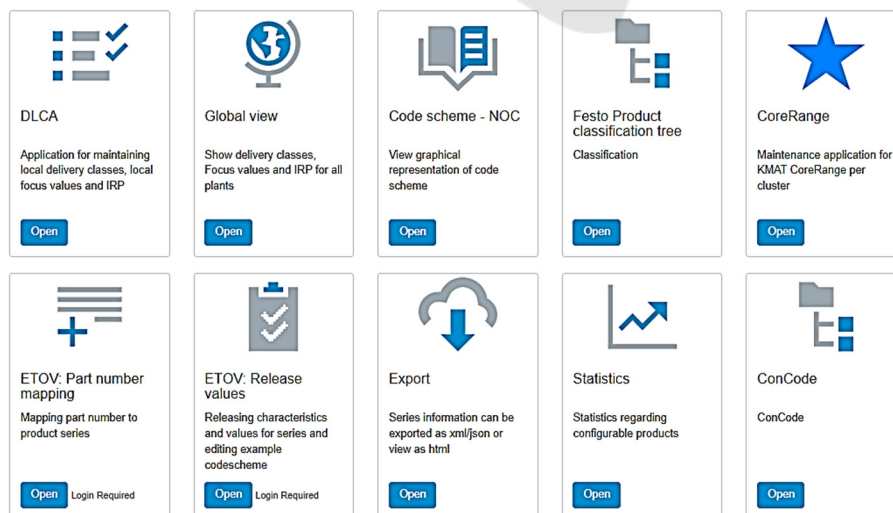 DLCA
Application for maintaining
local delivery classes, local
focus values and IRP
Open
Global view
Show delivery classes,
Focus values and IRP for all
plants
Open
Code scheme - NOC
View graphical
representation of code
scheme
Open
Festo Product
classification tree
Classification
Open
CoreRange
Maintenance application for
KMAT CoreRange per
cluster
Open
ETOV: Part number
mapping
Mapping part number to
product series
Open Login Required
ETOV: Release
values
Releasing characteristics
and values for series and
editing example
codescheme
Open Login Required
Export
Series information can be
exported as xml/json or
view as html
Open
Statistics
Statistics regarding
configurable products
Open
ConCode
ConCode
Open